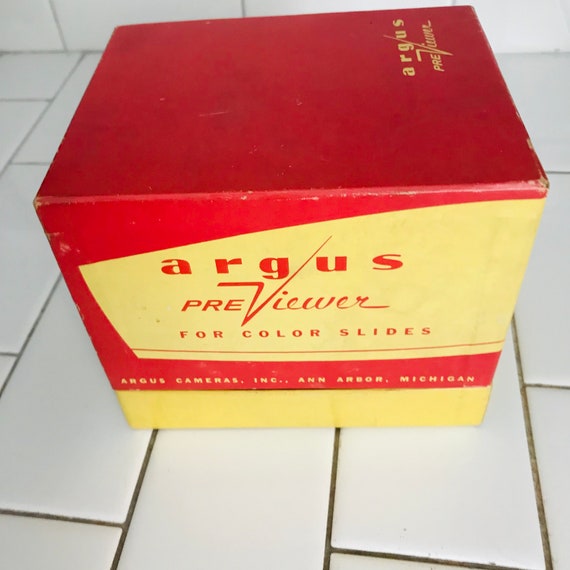 argus
PREViewer
argus
PREViewer
FOR COLOR SLIDES
ARGUS CAMERAS, INC., ANN ARBOR, MICHIGAN